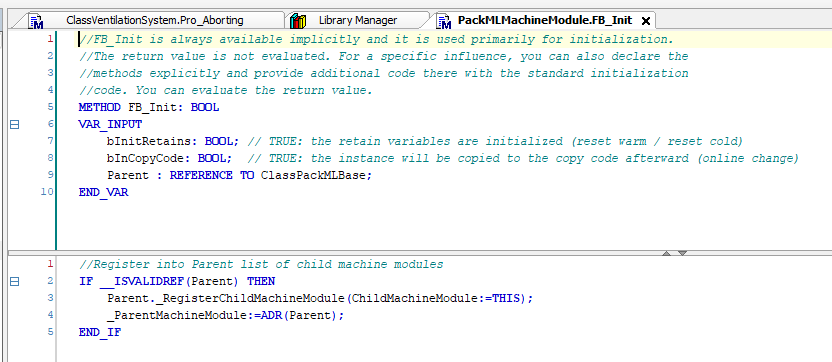 ClassVentilationSystem.Pro_Aborting Library Manager PackMLMachineModule.FB_Init
1 //FB_Init is always available implicitly and it is used primarily for initialization.
2 //The return value is not evaluated. For a specific influence, you can also declare the
3 //methods explicitly and provide additional code there with the standard initialization
4 //code. You can evaluate the return value.
5 METHOD FB_Init: BOOL
6 VAR_INPUT
7 bInitRetains: BOOL; // TRUE: the retain variables are initialized (reset warm / reset cold)
8 bInCopyCode: BOOL; // TRUE: the instance will be copied to the copy code afterward (online change)
9 Parent : REFERENCE TO ClassPackMLBase;
10 END_VAR
1 //Register into Parent list of child machine modules
2 IF __ISVALIDREF(Parent) THEN
3 Parent._RegisterChildMachineModule(ChildMachineModule:=THIS);
4 _ParentMachineModule:=ADR(Parent);
5 END_IF